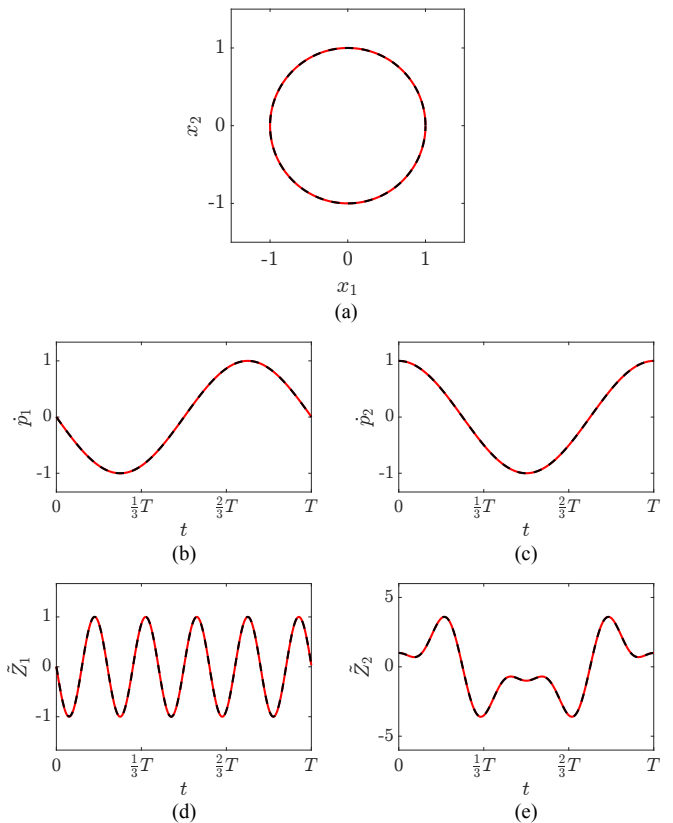 1
0
-1
x₂
-1 0 1
x₁
(a)
1
0
-1
ṗ₁
0 ⅓T ⅔T T
t
(b)
1
0
-1
ṗ₂
0 ⅓T ⅔T T
t
(c)
1
0
-1
Z̃₁
0 ⅓T ⅔T T
t
(d)
5
0
-5
Z̃₂
0 ⅓T ⅔T T
t
(e)